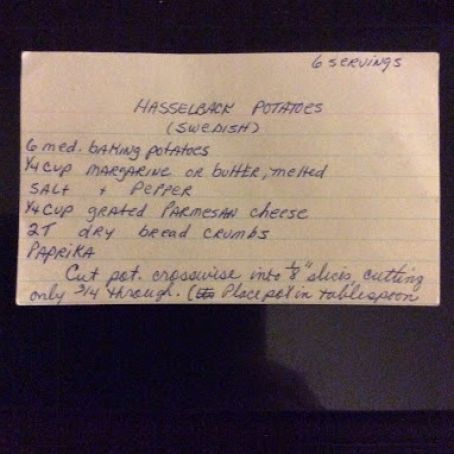 6 SERVINGS
HASSELBACK POTATOES
(SWEDISH)
6 med. BAKING POTATOES
1/4 CUP MARGARINE OR BUTTER, melted
SALT + PEPPER
1/4 CUP GRATED PARMESAN cheese
2T dry bread crumbs
PAPRIKA
Cut pot. crosswise into 1/8" slices, cutting
only 3/4 through. ( Place pot in tablespoon